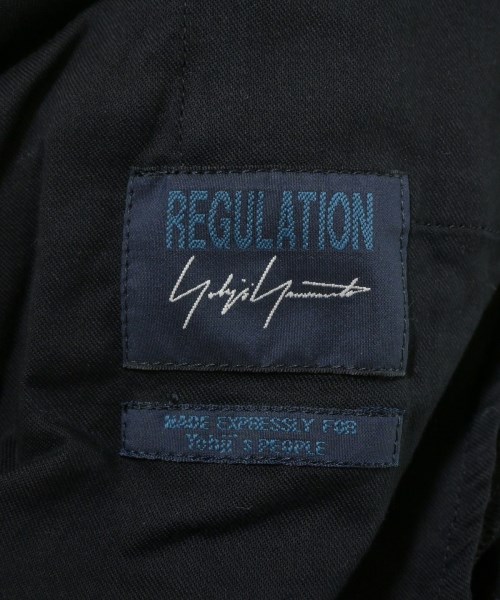 REGULATION
Yohji Yamamoto
MADE EXPRESSLY FOR
Yohji's PEOPLE